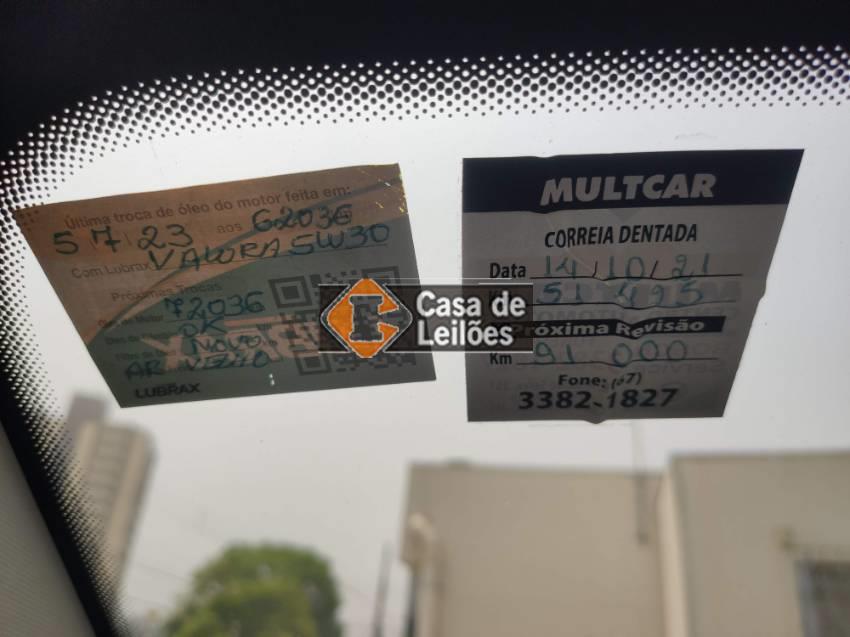 Última troca de óleo do motor feita em:
5 7 23 aos 62036
Com Lubrax VALORA 5W30
Próximas Trocas
72036
OK
NOVO
AR
LUBRAX
Casa de
Leilões
MULTCAR
CORREIA DENTADA
Data 14/10/21
51 495
Próxima Revisão
Km 91 000
Fone: (67)
3382-1827